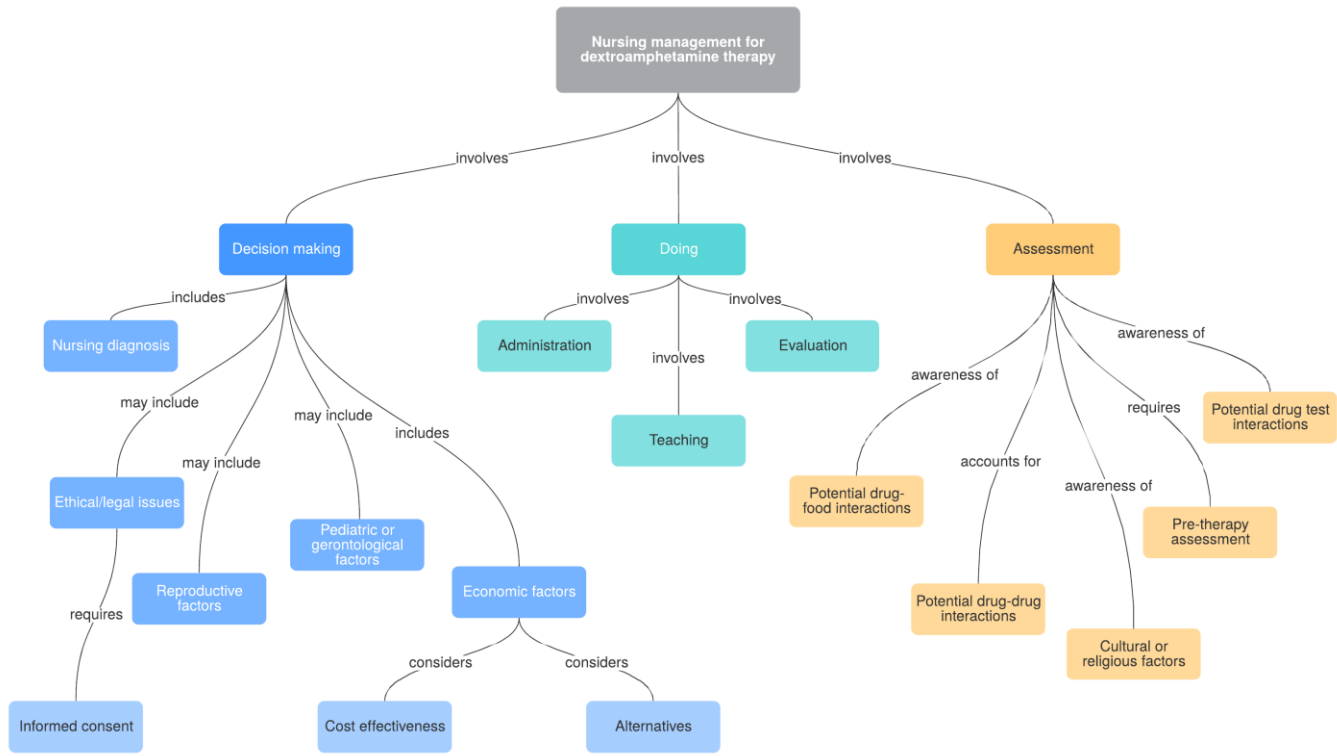 Nursing management for
dextroamphetamine therapy
involves
involves
involves
Decision making
Doing
Assessment
includes
involves
involves
awareness of
Nursing diagnosis
Administration
Evaluation
involves
awareness of
may include
may include
requires
Potential drug test
interactions
includes
Teaching
may include
accounts for
awareness of
Ethical/legal issues
Potential drug-
food interactions
Pediatric or
gerontological
factors
Pre-therapy
assessment
Reproductive
factors
Economic factors
Potential drug-drug
interactions
requires
Cultural or
religious factors
considers
considers
Informed consent
Cost effectiveness
Alternatives